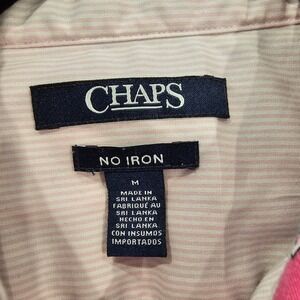 CHAPS
NO IRON
M
MADE IN
SRI LANKA
FABRIQUÉ AU
SRI LANKA
HECHO EN
SRI LANKA
CON INSUMOS
IMPORTADOS